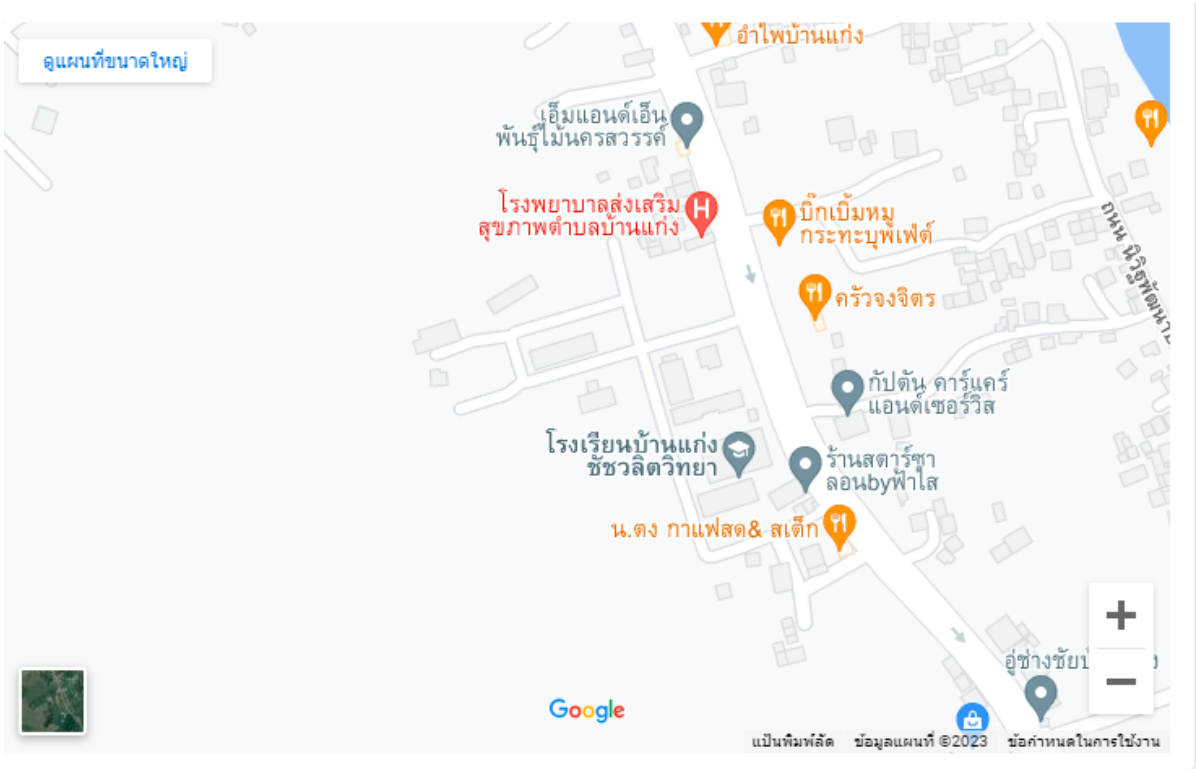 อำไพบ้านแก่ง
ดูแผนที่ขนาดใหญ่
เอ็มแอนด์เอ็น
พันธุ์ไม้นครสวรรค์
โรงพยาบาลส่งเสริม
สุขภาพตำบลบ้านแก่ง
บิ๊กเบิ้มหมู
กระทะบุฟเฟ่ต์
ถนน นิวิฐพัฒนา
ครัวจงจิตร
กัปตัน คาร์แคร์
แอนด์เซอร์วิส
โรงเรียนบ้านแก่ง
ชัชวลิตวิทยา
ร้านสตาร์ซา
ลอนbyฟ้าใส
น.ตง กาแฟสด& สเต็ก
อู่ช่างชัย
Google
แป้นพิมพ์ลัด ข้อมูลแผนที่ ©2023 ข้อกำหนดในการใช้งาน